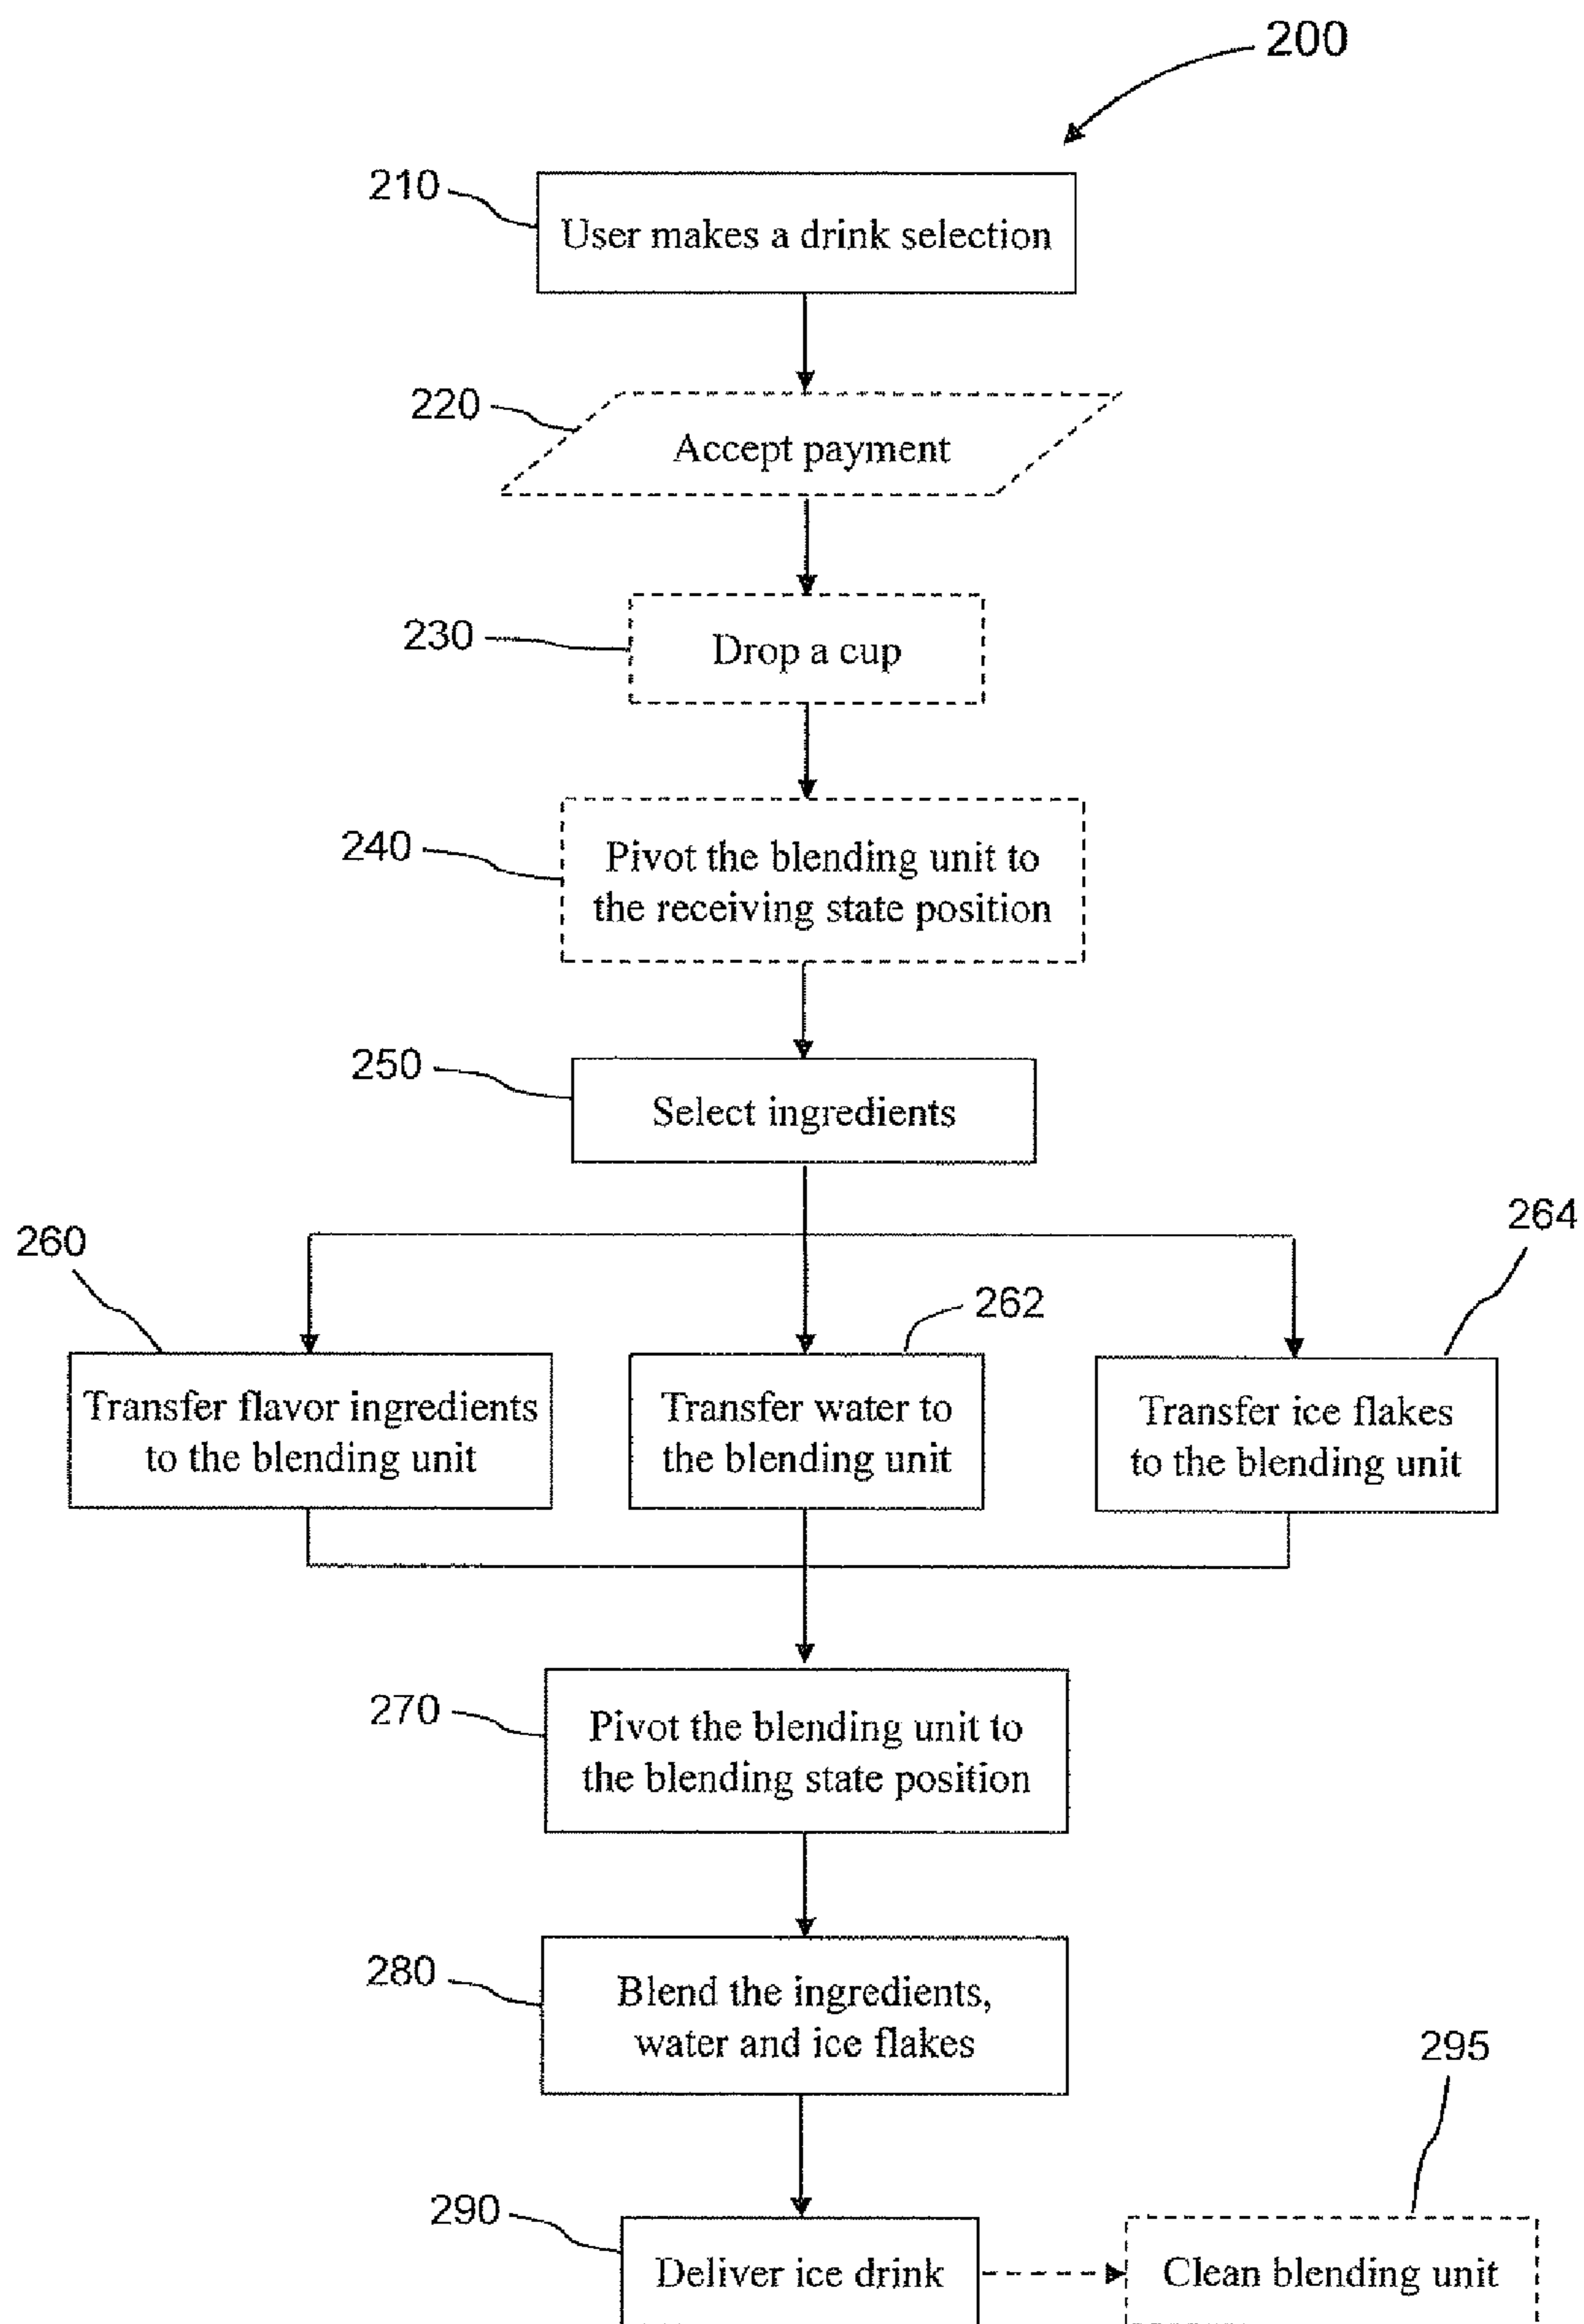 200
210
User makes a drink selection
220
Accept payment
230
Drop a cup
240
Pivot the blending unit to
the receiving state position
250
Select ingredients
260
262
264
Transfer flavor ingredients
to the blending unit
Transfer water to
the blending unit
Transfer ice flakes
to the blending unit
270
Pivot the blending unit to
the blending state position
280
Blend the ingredients,
water and ice flakes
290
Deliver ice drink
295
Clean blending unit